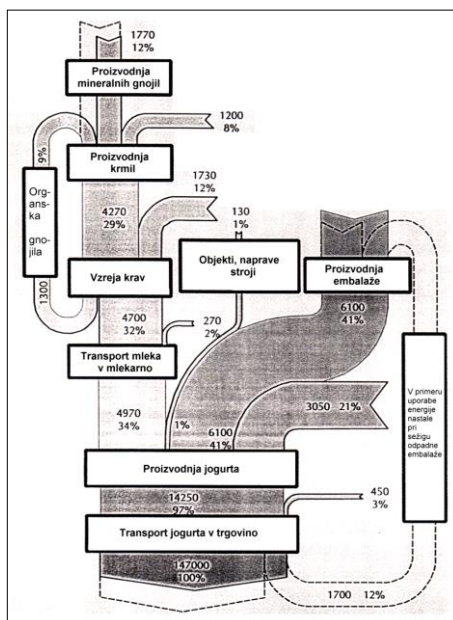 1770
12%
Proizvodnja
mineralnih gnojil
1200
8%
9%
Proizvodnja
krmil
1730
12%
Org-
ans-
ka
gnojila
4270
29%
130
1%
Objekti, naprave
stroji
Proizvodnja
embalaže
Vzreja krav
1300
6100
41%
4700
32%
270
2%
Transport mleka
v mlekarno
V primeru
uporabe
energije
nastale
pri
sežigu
odpadne
embalaže
3050 21%
4970
34%
1%
6100
41%
Proizvodnja jogurta
14250
97%
450
3%
Transport jogurta v trgovino
147000
100%
1700 12%